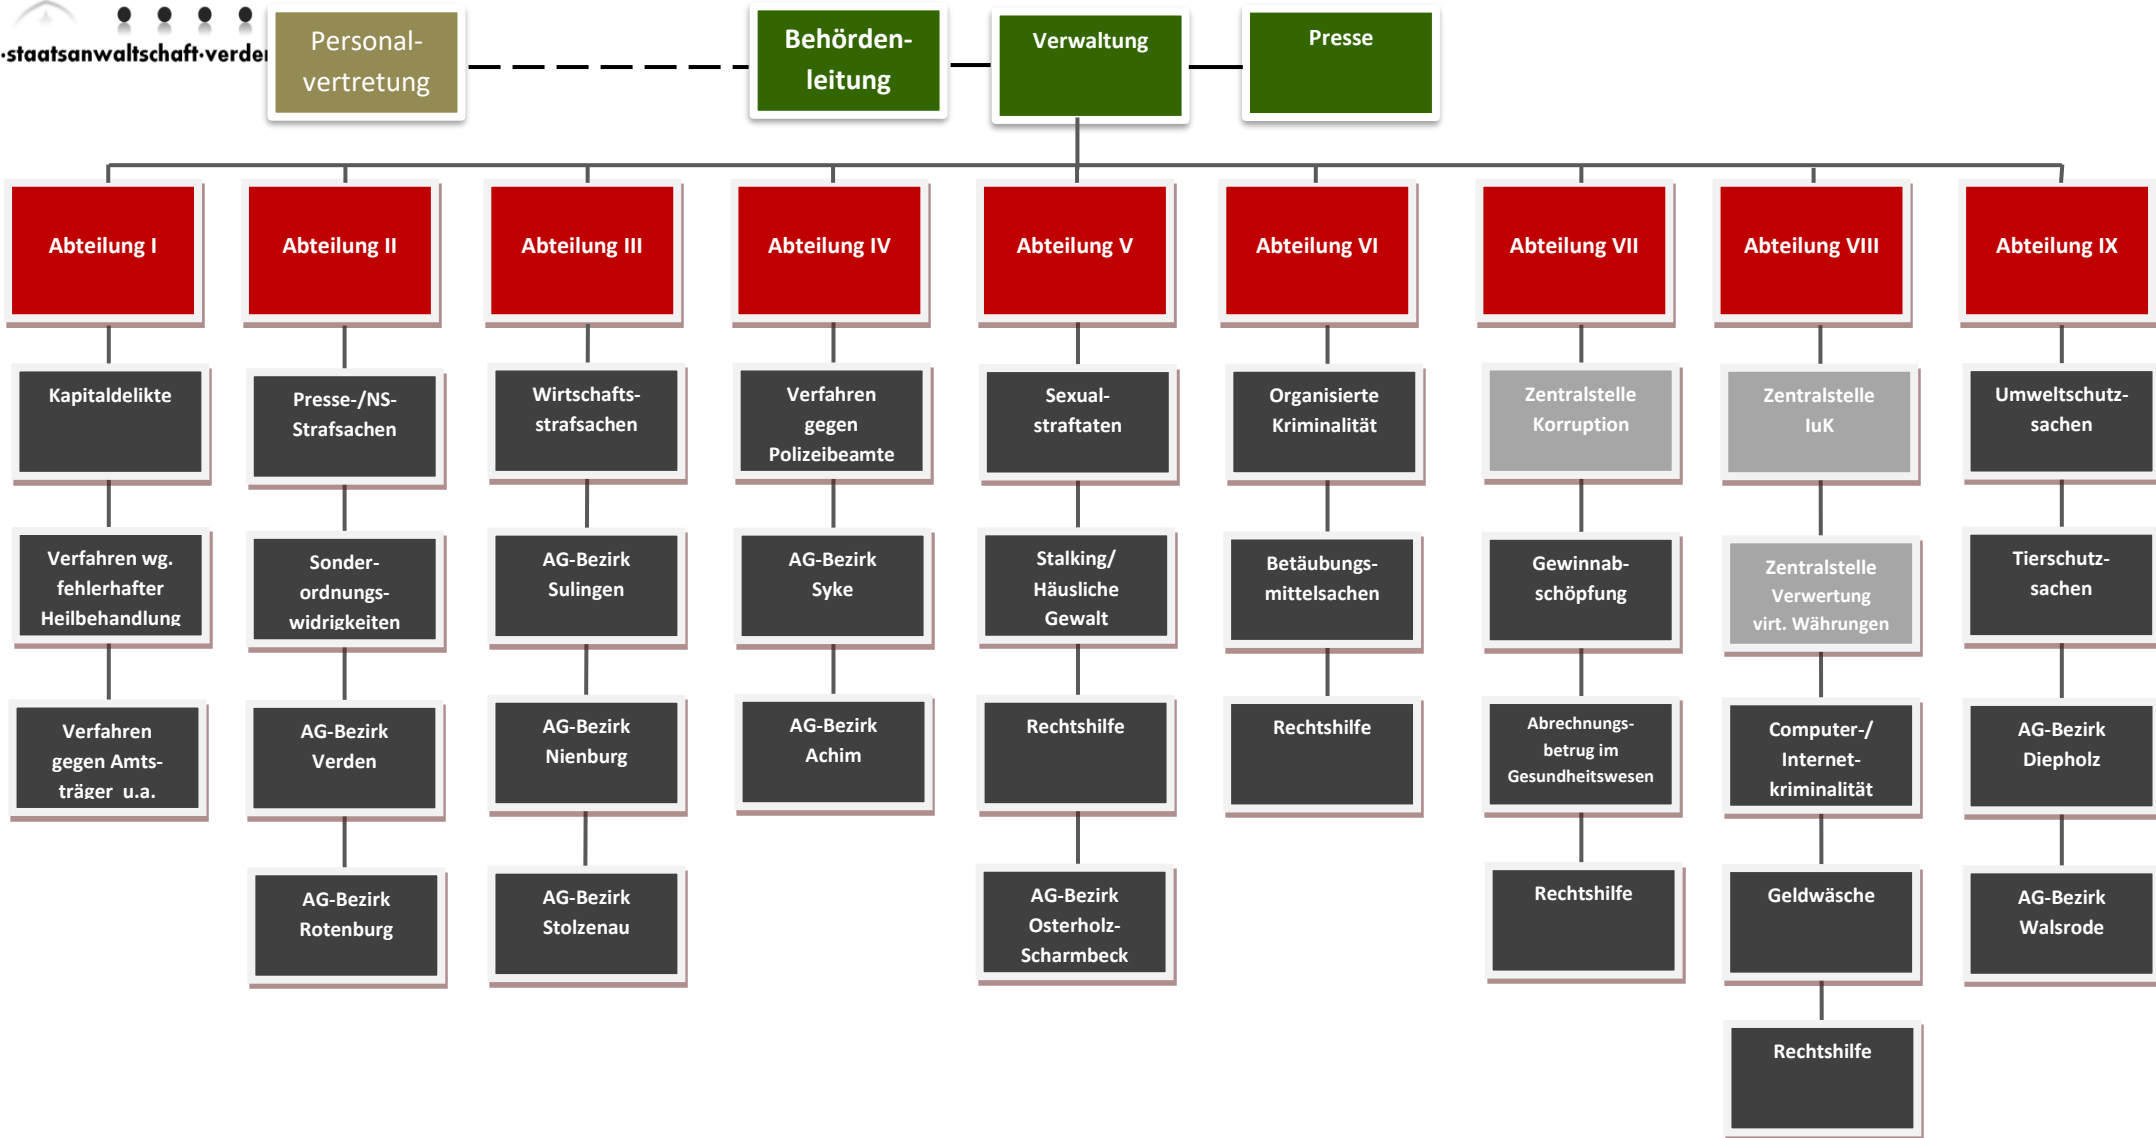 ·staatsanwaltschaft·verden
Personal-
vertretung
Behörden-
leitung
Verwaltung
Presse
Abteilung I
Abteilung II
Abteilung III
Abteilung IV
Abteilung V
Abteilung VI
Abteilung VII
Abteilung VIII
Abteilung IX
Kapitaldelikte
Verfahren wg.
fehlerhafter
Heilbehandlung
Verfahren
gegen Amts-
träger u.a.
Presse-/NS-
Strafsachen
Sonder-
ordnungs-
widrigkeiten
AG-Bezirk
Verden
AG-Bezirk
Rotenburg
Wirtschafts-
strafsachen
AG-Bezirk
Sulingen
AG-Bezirk
Nienburg
AG-Bezirk
Stolzenau
Verfahren
gegen
Polizeibeamte
AG-Bezirk
Syke
AG-Bezirk
Achim
Sexual-
straftaten
Stalking/
Häusliche
Gewalt
Rechtshilfe
AG-Bezirk
Osterholz-
Scharmbeck
Organisierte
Kriminalität
Betäubungs-
mittelsachen
Rechtshilfe
Zentralstelle
Korruption
Gewinnab-
schöpfung
Abrechnungs-
betrug im
Gesundheitswesen
Rechtshilfe
Zentralstelle
IuK
Zentralstelle
Verwertung
virt. Währungen
Computer-/
Internet-
kriminalität
Geldwäsche
Rechtshilfe
Umweltschutz-
sachen
Tierschutz-
sachen
AG-Bezirk
Diepholz
AG-Bezirk
Walsrode